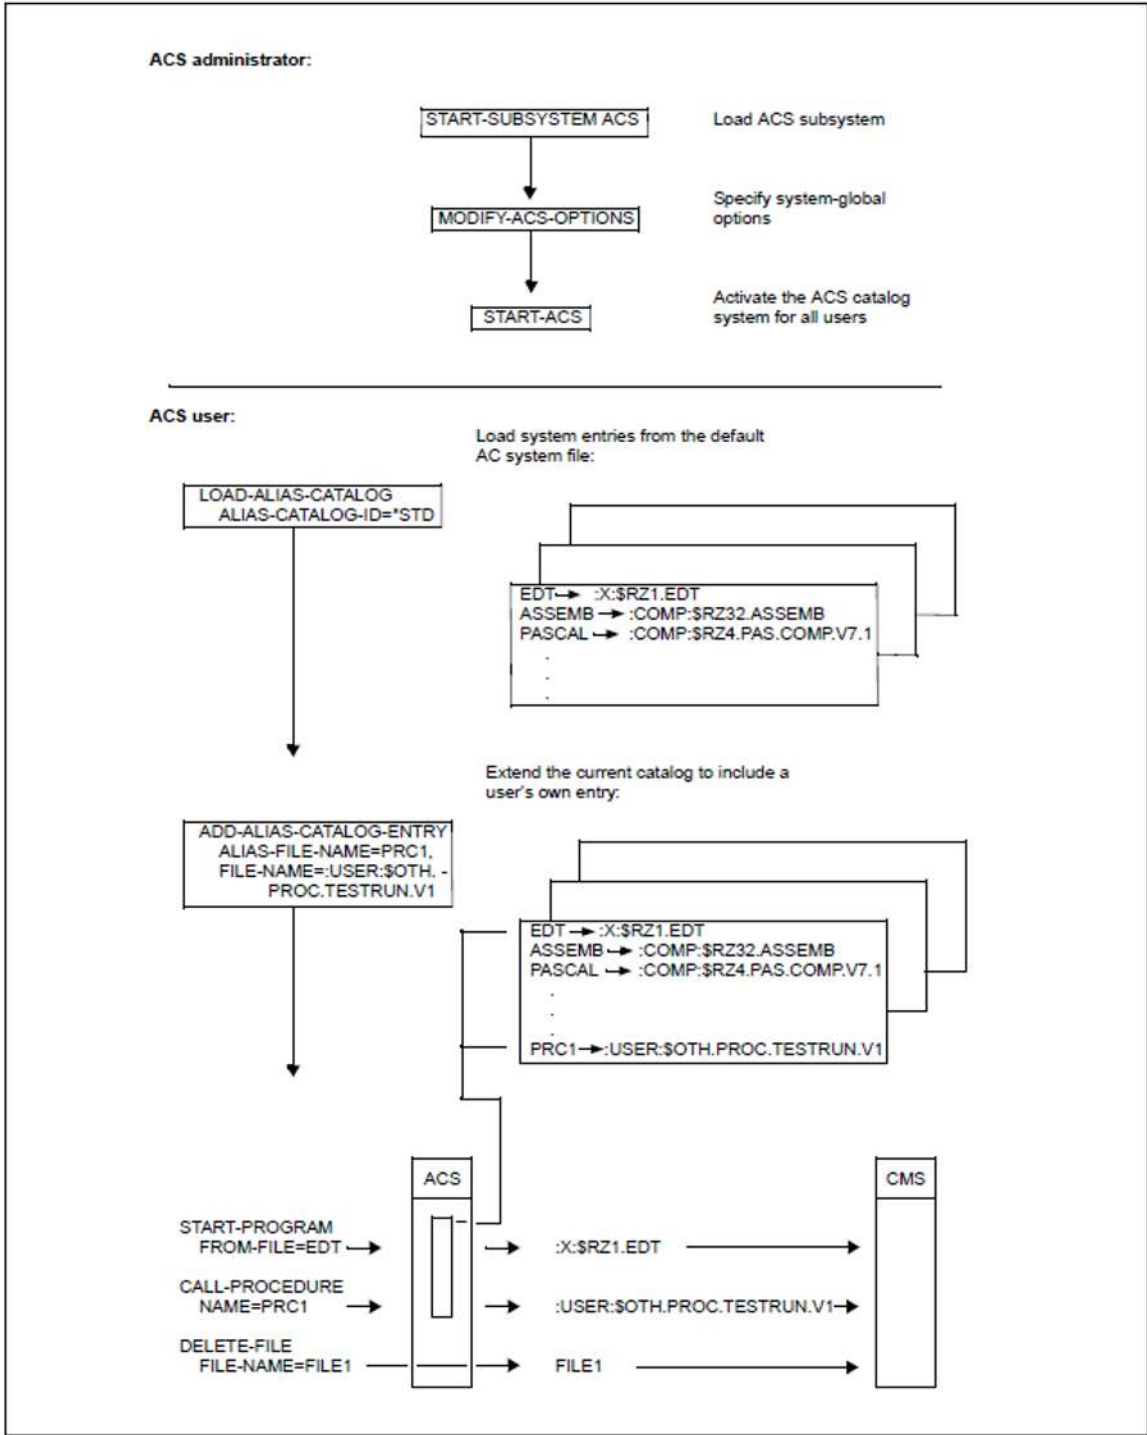 ACS administrator:
START-SUBSYSTEM ACS
Load ACS subsystem
MODIFY-ACS-OPTIONS
Specify system-global
options
START-ACS
Activate the ACS catalog
system for all users
ACS user:
Load system entries from the default
AC system file:
LOAD-ALIAS-CATALOG
ALIAS-CATALOG-ID=*STD
EDT→ :X:$RZ1.EDT
ASSEMB → :COMP:$RZ32.ASSEMB
PASCAL → :COMP:$RZ4.PAS.COMP.V7.1
.
.
.
Extend the current catalog to include a
user's own entry:
ADD-ALIAS-CATALOG-ENTRY
ALIAS-FILE-NAME=PRC1,
FILE-NAME=:USER:$OTH. -
PROC.TESTRUN.V1
EDT → :X:$RZ1.EDT
ASSEMB → :COMP:$RZ32.ASSEMB
PASCAL → :COMP:$RZ4.PAS.COMP.V7.1
.
.
.
PRC1→:USER:$OTH.PROC.TESTRUN.V1
ACS
CMS
START-PROGRAM
FROM-FILE=EDT → → :X:$RZ1.EDT →
CALL-PROCEDURE
NAME=PRC1 → → :USER:$OTH.PROC.TESTRUN.V1→
DELETE-FILE
FILE-NAME=FILE1 → FILE1 →